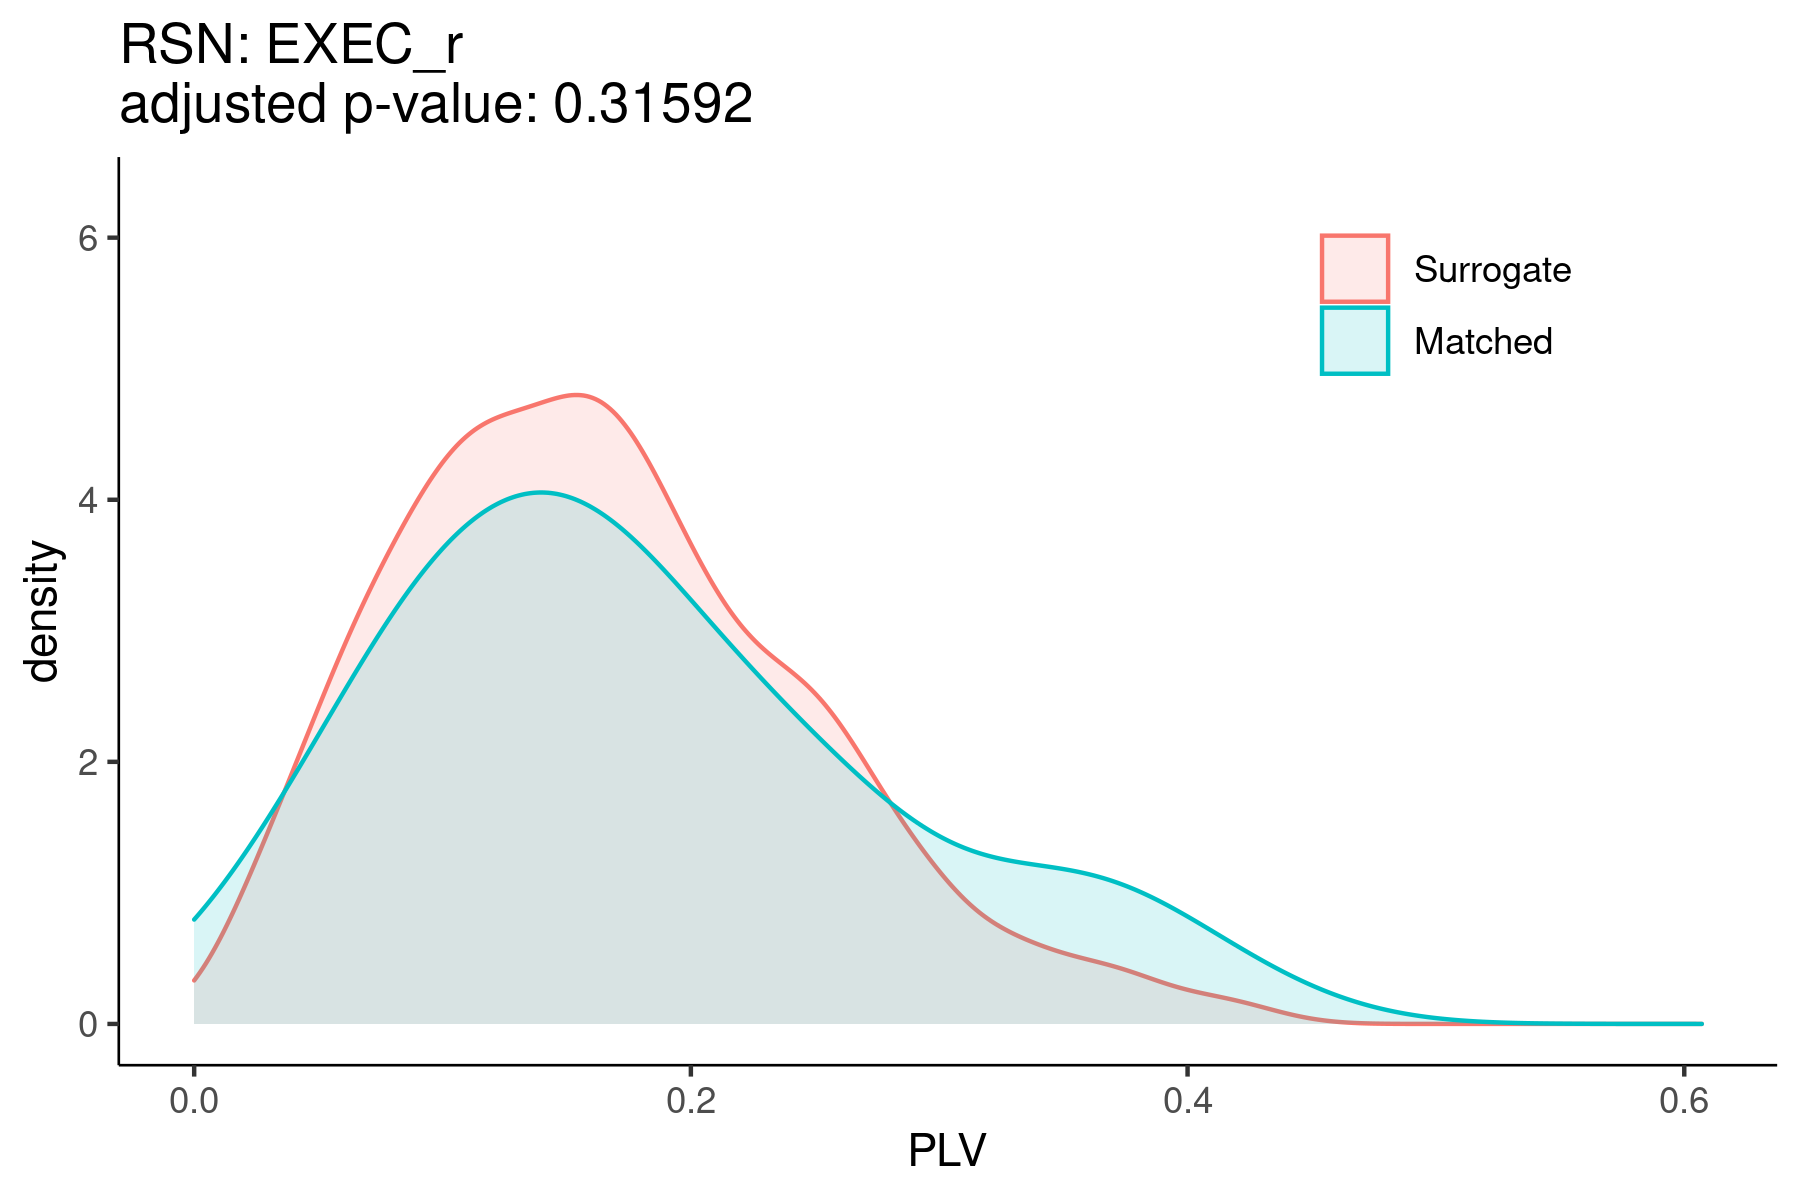 RSN: EXEC_r
adjusted p-value: 0.31592
6
4
2
0
density
Surrogate
Matched
0.0 0.2 0.4 0.6
PLV